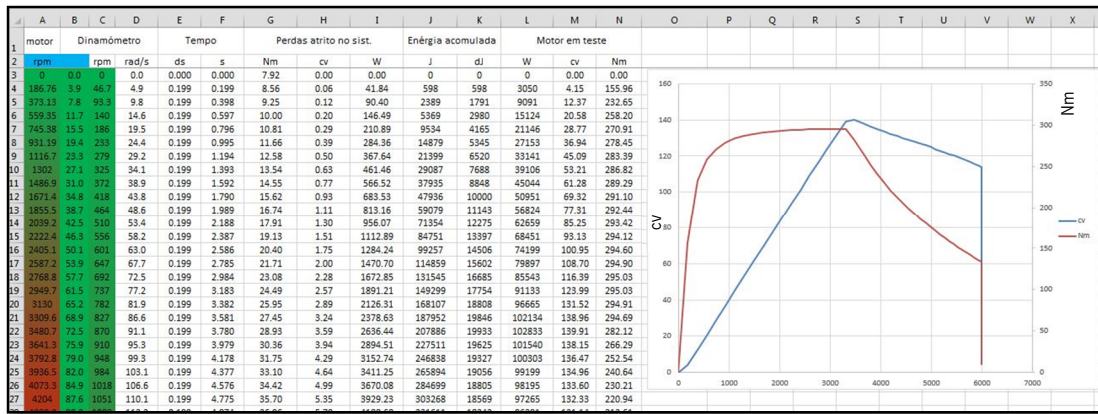 A B C D E F G H I J K L M N O P Q R S T U V W X
1 motor Dinamómetro Tempo Perdas atrito no sist. Enérgia acomulada Motor em teste
2 rpm rpm rad/s ds s Nm cv W J dJ W cv Nm
3 0 0.0 0 0.0 0.000 0.000 7.92 0.00 0.00 0 0 0 0.00 0.00
4 186.76 3.9 46.7 4.9 0.199 0.199 8.56 0.06 41.84 598 598 3050 4.15 155.96
5 373.13 7.8 93.3 9.8 0.199 0.398 9.25 0.12 90.40 2389 1791 9091 12.37 232.65
6 559.35 11.7 140 14.6 0.199 0.597 10.00 0.20 146.49 5369 2980 15124 20.58 258.20
7 745.38 15.5 186 19.5 0.199 0.796 10.81 0.29 210.89 9534 4165 21146 28.77 270.91
8 931.19 19.4 233 24.4 0.199 0.995 11.66 0.39 284.36 14879 5345 27153 36.94 278.45
9 1116.7 23.3 279 29.2 0.199 1.194 12.58 0.50 367.64 21399 6520 33141 45.09 283.39
10 1302 27.1 325 34.1 0.199 1.393 13.54 0.63 461.46 29087 7688 39106 53.21 286.82
11 1486.9 31.0 372 38.9 0.199 1.592 14.55 0.77 566.52 37935 8848 45044 61.28 289.29
12 1671.4 34.8 418 43.8 0.199 1.790 15.62 0.93 683.53 47936 10000 50951 69.32 291.10
13 1855.5 38.7 464 48.6 0.199 1.989 16.74 1.11 813.16 59079 11143 56824 77.31 292.44
14 2039.2 42.5 510 53.4 0.199 2.188 17.91 1.30 956.07 71354 12275 62659 85.25 293.42
15 2222.4 46.3 556 58.2 0.199 2.387 19.13 1.51 1112.89 84751 13397 68451 93.13 294.12
16 2405.1 50.1 601 63.0 0.199 2.586 20.40 1.75 1284.24 99257 14506 74199 100.95 294.60
17 2587.2 53.9 647 67.7 0.199 2.785 21.71 2.00 1470.70 114859 15602 79897 108.70 294.90
18 2768.8 57.7 692 72.5 0.199 2.984 23.08 2.28 1672.85 131545 16685 85543 116.39 295.03
19 2949.7 61.5 737 77.2 0.199 3.183 24.49 2.57 1891.21 149299 17754 91133 123.99 295.03
20 3130 65.2 782 81.9 0.199 3.382 25.95 2.89 2126.31 168107 18808 96665 131.52 294.91
21 3309.6 68.9 827 86.6 0.199 3.581 27.45 3.24 2378.63 187952 19846 102134 138.96 294.69
22 3480.7 72.5 870 91.1 0.199 3.780 28.93 3.59 2636.44 207886 19933 102833 139.91 282.12
23 3641.3 75.9 910 95.3 0.199 3.979 30.36 3.94 2894.51 227511 19625 101540 138.15 266.29
24 3792.8 79.0 948 99.3 0.199 4.178 31.75 4.29 3152.74 246838 19327 100303 136.47 252.54
25 3936.5 82.0 984 103.1 0.199 4.377 33.10 4.64 3411.25 265894 19056 99199 134.96 240.64
26 4073.3 84.9 1018 106.6 0.199 4.576 34.42 4.99 3670.08 284699 18805 98195 133.60 230.21
27 4204 87.6 1051 110.1 0.199 4.775 35.70 5.35 3929.23 303268 18569 97265 132.33 220.94
160
140
120
100
80
60
40
20
0
cv
0 1000 2000 3000 4000 5000 6000 7000
350
300
250
200
150
100
50
0
Nm
cv
Nm